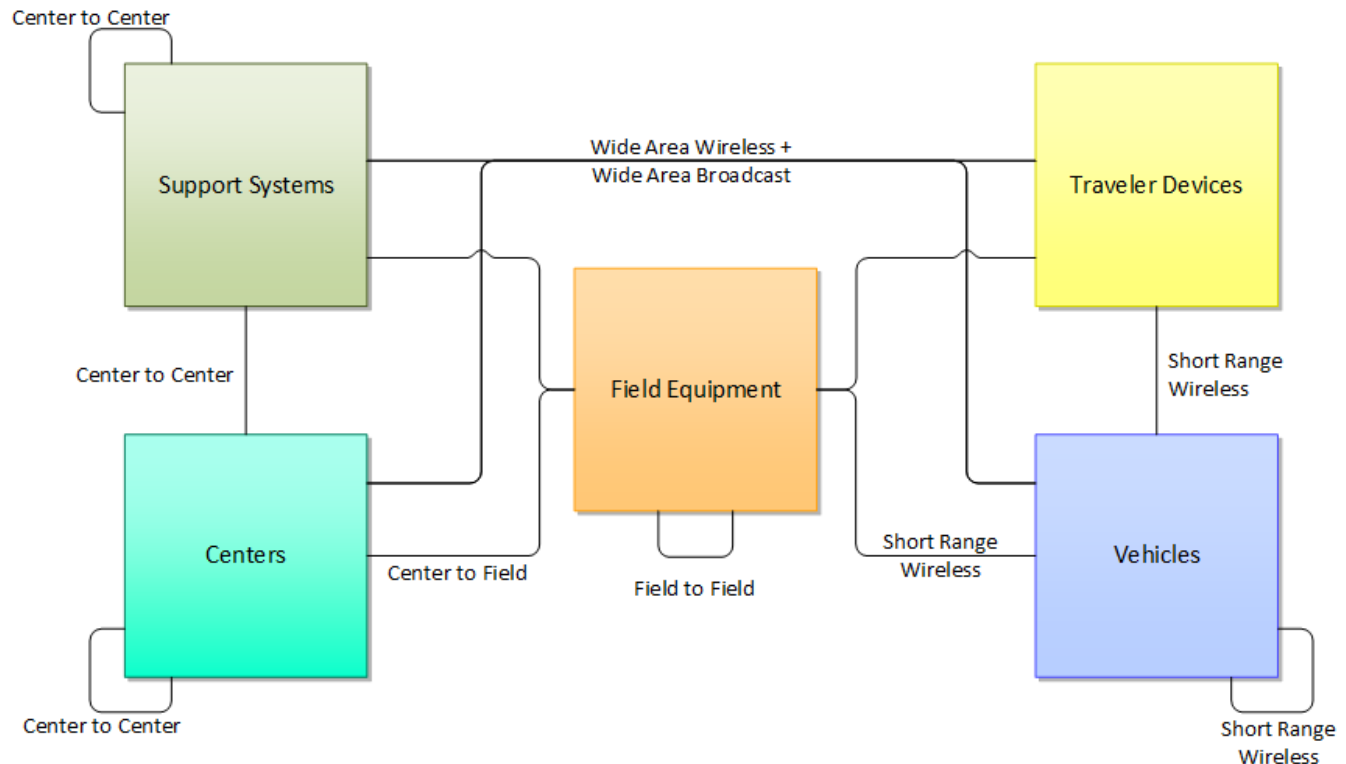 Center to Center
Support Systems
Wide Area Wireless +
Wide Area Broadcast
Traveler Devices
Center to Center
Field Equipment
Short Range
Wireless
Centers
Center to Field
Field to Field
Short Range
Wireless
Vehicles
Center to Center
Short Range
Wireless